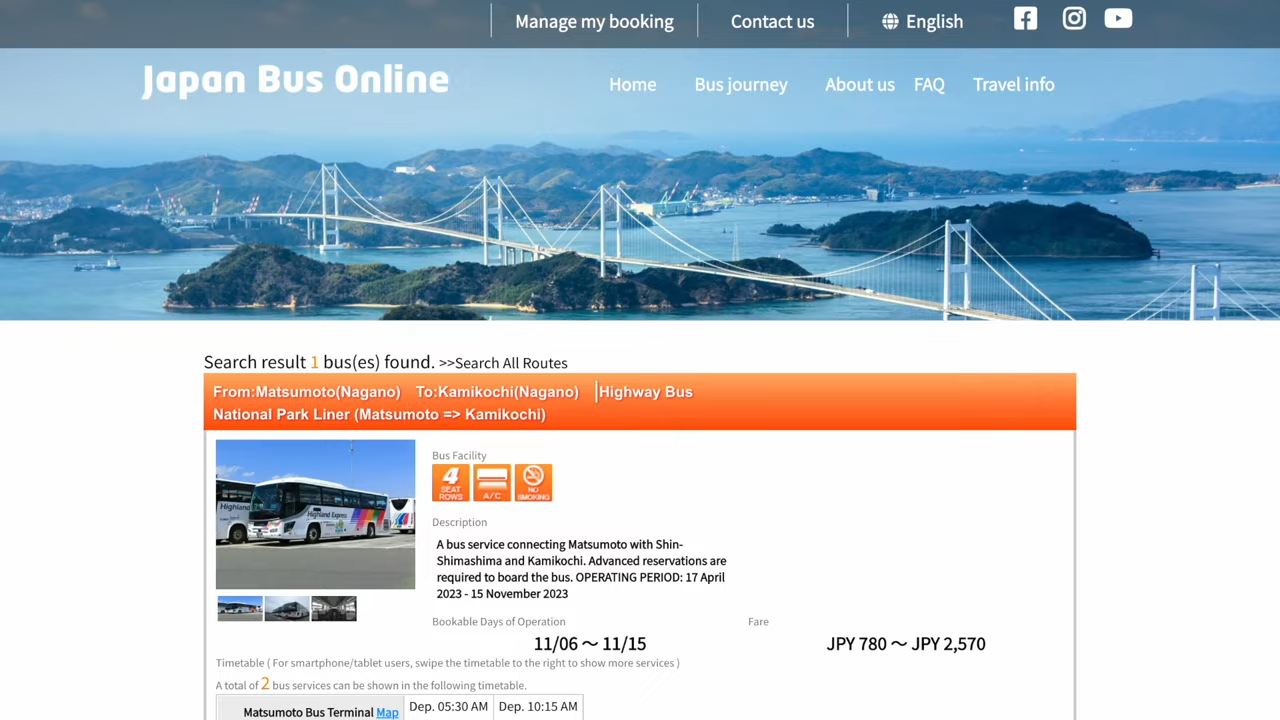 Manage my booking
Contact us
English
Japan Bus Online
Home
Bus journey
About us
FAQ
Travel info
Search result 1 bus(es) found. >>Search All Routes
From:Matsumoto(Nagano) To:Kamikochi(Nagano) |Highway Bus
National Park Liner (Matsumoto => Kamikochi)
Highland
Highland Express
Bus Facility
4 SEAT ROWS
A/C
NO SMOKING
Description
A bus service connecting Matsumoto with Shin-
Shimashima and Kamikochi. Advanced reservations are
required to board the bus. OPERATING PERIOD: 17 April
2023 - 15 November 2023
Bookable Days of Operation
Fare
11/06 〜 11/15
JPY 780 〜 JPY 2,570
Timetable ( For smartphone/tablet users, swipe the timetable to the right to show more services )
A total of 2 bus services can be shown in the following timetable.
Matsumoto Bus Terminal Map
Dep. 05:30 AM
Dep. 10:15 AM